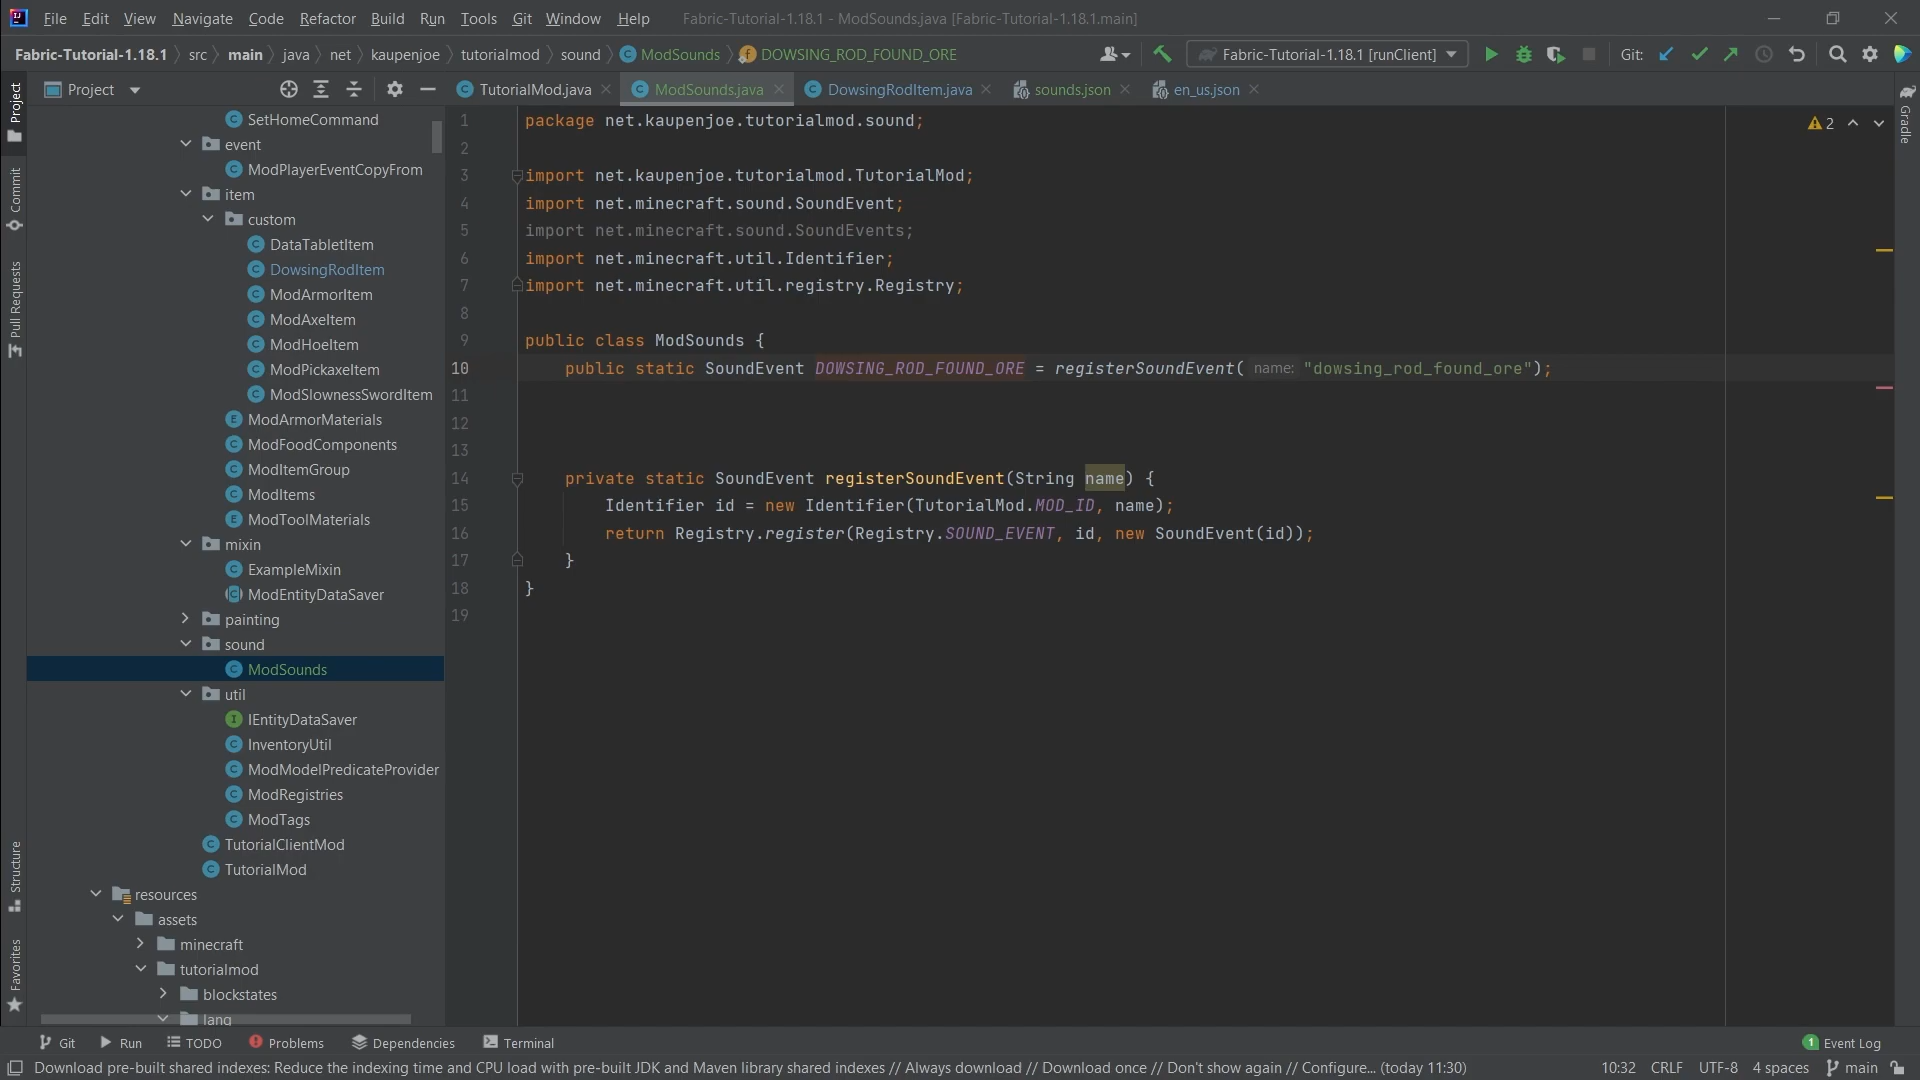 File Edit View Navigate Code Refactor Build Run Tools Git Window Help Fabric-Tutorial-1.18.1 - ModSounds.java [Fabric-Tutorial-1.18.1.main]
Fabric-Tutorial-1.18.1 src main java net kaupenjoe tutorialmod sound ModSounds DOWSING_ROD_FOUND_ORE Fabric-Tutorial-1.18.1 [runClient] Git:
Project TutorialMod.java ModSounds.java DowsingRodItem.java sounds.json en_us.json
Project
Commit
Pull Requests
Structure
Favorites
SetHomeCommand
event
ModPlayerEventCopyFrom
item
custom
DataTabletItem
DowsingRodItem
ModArmorItem
ModAxeItem
ModHoeItem
ModPickaxeItem
ModSlownessSwordItem
ModArmorMaterials
ModFoodComponents
ModItemGroup
ModItems
ModToolMaterials
mixin
ExampleMixin
ModEntityDataSaver
painting
sound
ModSounds
util
IEntityDataSaver
InventoryUtil
ModModelPredicateProvider
ModRegistries
ModTags
TutorialClientMod
TutorialMod
resources
assets
minecraft
tutorialmod
blockstates
lang
1 package net.kaupenjoe.tutorialmod.sound;
2
3 import net.kaupenjoe.tutorialmod.TutorialMod;
4 import net.minecraft.sound.SoundEvent;
5 import net.minecraft.sound.SoundEvents;
6 import net.minecraft.util.Identifier;
7 import net.minecraft.util.registry.Registry;
8
9 public class ModSounds {
10 public static SoundEvent DOWSING_ROD_FOUND_ORE = registerSoundEvent( name: "dowsing_rod_found_ore");
11
12
13
14 private static SoundEvent registerSoundEvent(String name) {
15 Identifier id = new Identifier(TutorialMod.MOD_ID, name);
16 return Registry.register(Registry.SOUND_EVENT, id, new SoundEvent(id));
17 }
18 }
19
2
Gradle
Git Run TODO Problems Dependencies Terminal 1 Event Log
Download pre-built shared indexes: Reduce the indexing time and CPU load with pre-built JDK and Maven library shared indexes // Always download // Download once // Don't show again // Configure... (today 11:30) 10:32 CRLF UTF-8 4 spaces main